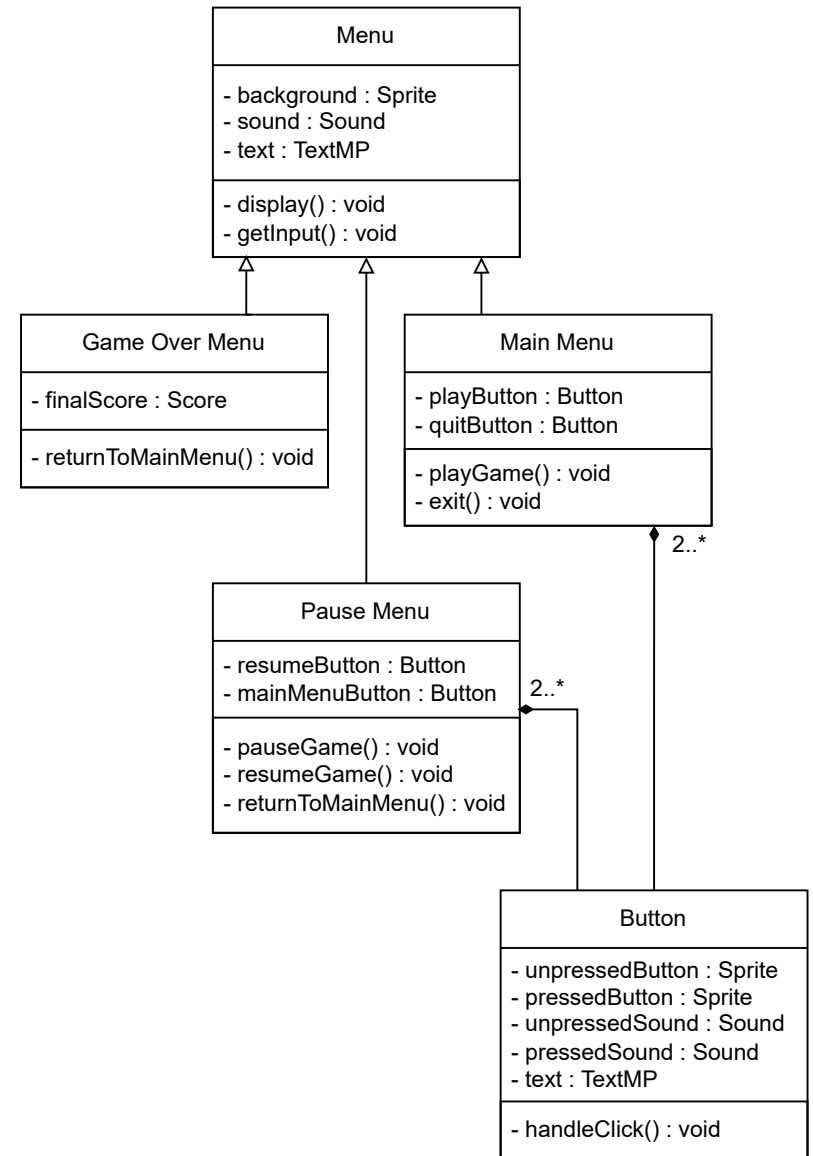 Menu
- background : Sprite
- sound : Sound
- text : TextMP
- display() : void
- getInput() : void
Game Over Menu
- finalScore : Score
- returnToMainMenu() : void
Main Menu
- playButton : Button
- quitButton : Button
- playGame() : void
- exit() : void
2..*
Pause Menu
- resumeButton : Button
- mainMenuButton : Button
- pauseGame() : void
- resumeGame() : void
- returnToMainMenu() : void
2..*
Button
- unpressedButton : Sprite
- pressedButton : Sprite
- unpressedSound : Sound
- pressedSound : Sound
- text : TextMP
- handleClick() : void